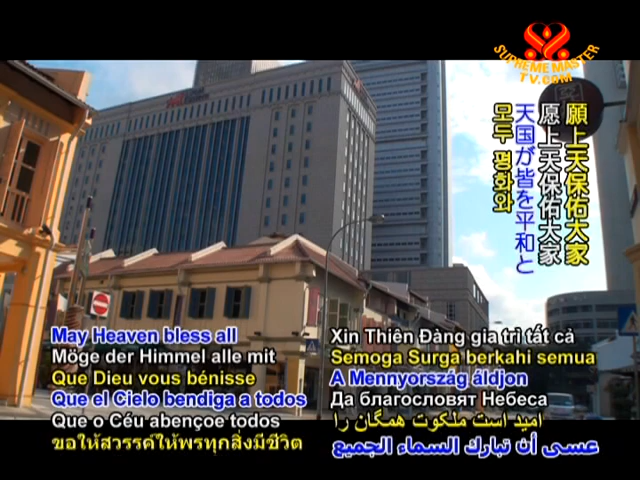 SUPREME MASTER
TV.COM
願上天保佑大家
愿上天保佑大家
天国が皆を平和と
모두 평화와
May Heaven bless all
Möge der Himmel alle mit
Que Dieu vous bénisse
Que el Cielo bendiga a todos
Que o Céu abençoe todos
ขอให้สวรรค์ให้พรทุกสิ่งมีชีวิต
Xin Thiên Đàng gia trì tất cả
Semoga Surga berkahi semua
A Mennyország áldjon
Да благословят Небеса
امید است ملکوت همگان را
عسى أن تبارك السماء الجميع